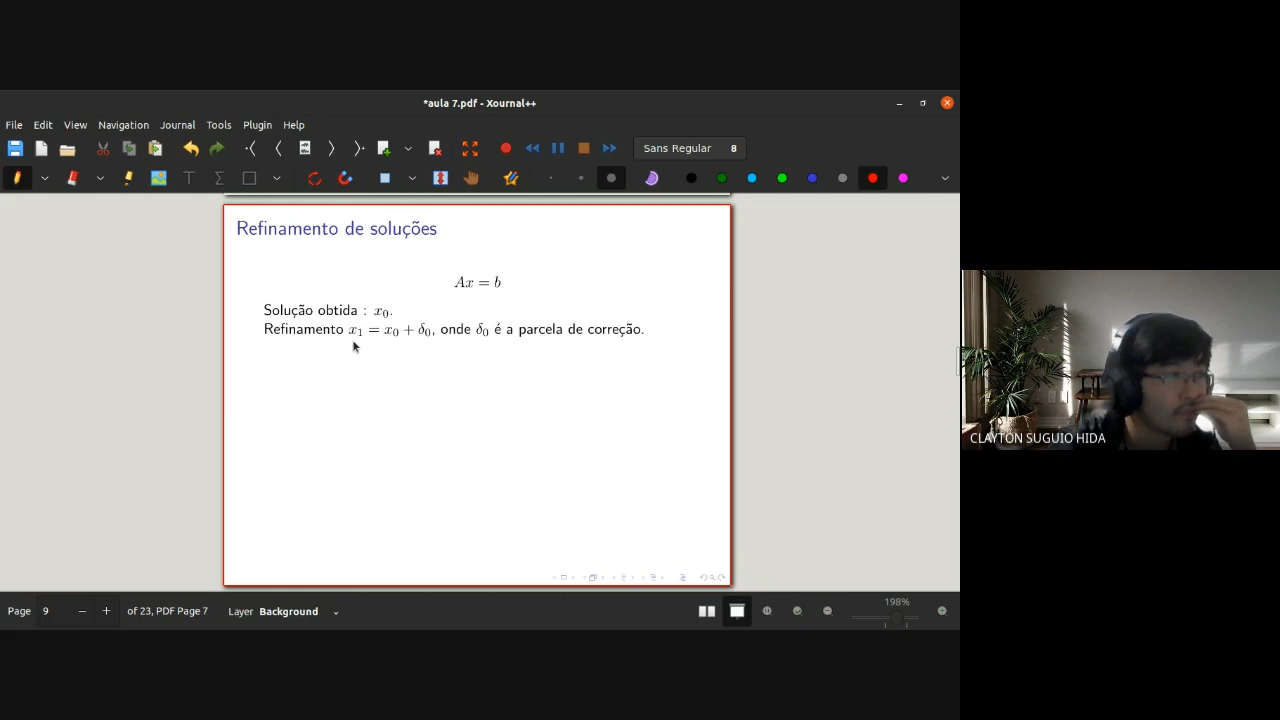 *aula 7.pdf - Xournal++
File Edit View Navigation Journal Tools Plugin Help
Sans Regular 8
Refinamento de soluções
Ax = b
Solução obtida : x₀.
Refinamento x₁ = x₀ + δ₀, onde δ₀ é a parcela de correção.
CLAYTON SUGUIO HIDA
Page 9 of 23, PDF Page 7 Layer Background 198%